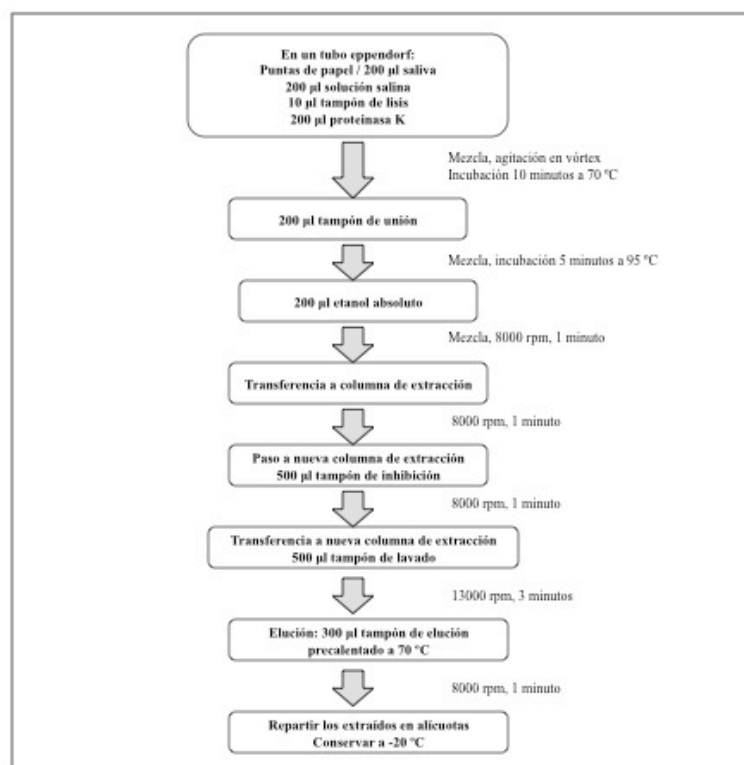 En un tubo eppendorf:
Puntas de papel / 200 µl saliva
200 µl solución salina
10 µl tampón de lisis
200 µl proteinasa K
Mezcla, agitación en vórtex
Incubación 10 minutos a 70 ºC
200 µl tampón de unión
Mezcla, incubación 5 minutos a 95 ºC
200 µl etanol absoluto
Mezcla, 8000 rpm, 1 minuto
Transferencia a columna de extracción
8000 rpm, 1 minuto
Paso a nueva columna de extracción
500 µl tampón de inhibición
8000 rpm, 1 minuto
Transferencia a nueva columna de extracción
500 µl tampón de lavado
13000 rpm, 3 minutos
Elución: 300 µl tampón de elución
precalentado a 70 ºC
8000 rpm, 1 minuto
Repartir los extraídos en alícuotas
Conservar a -20 ºC